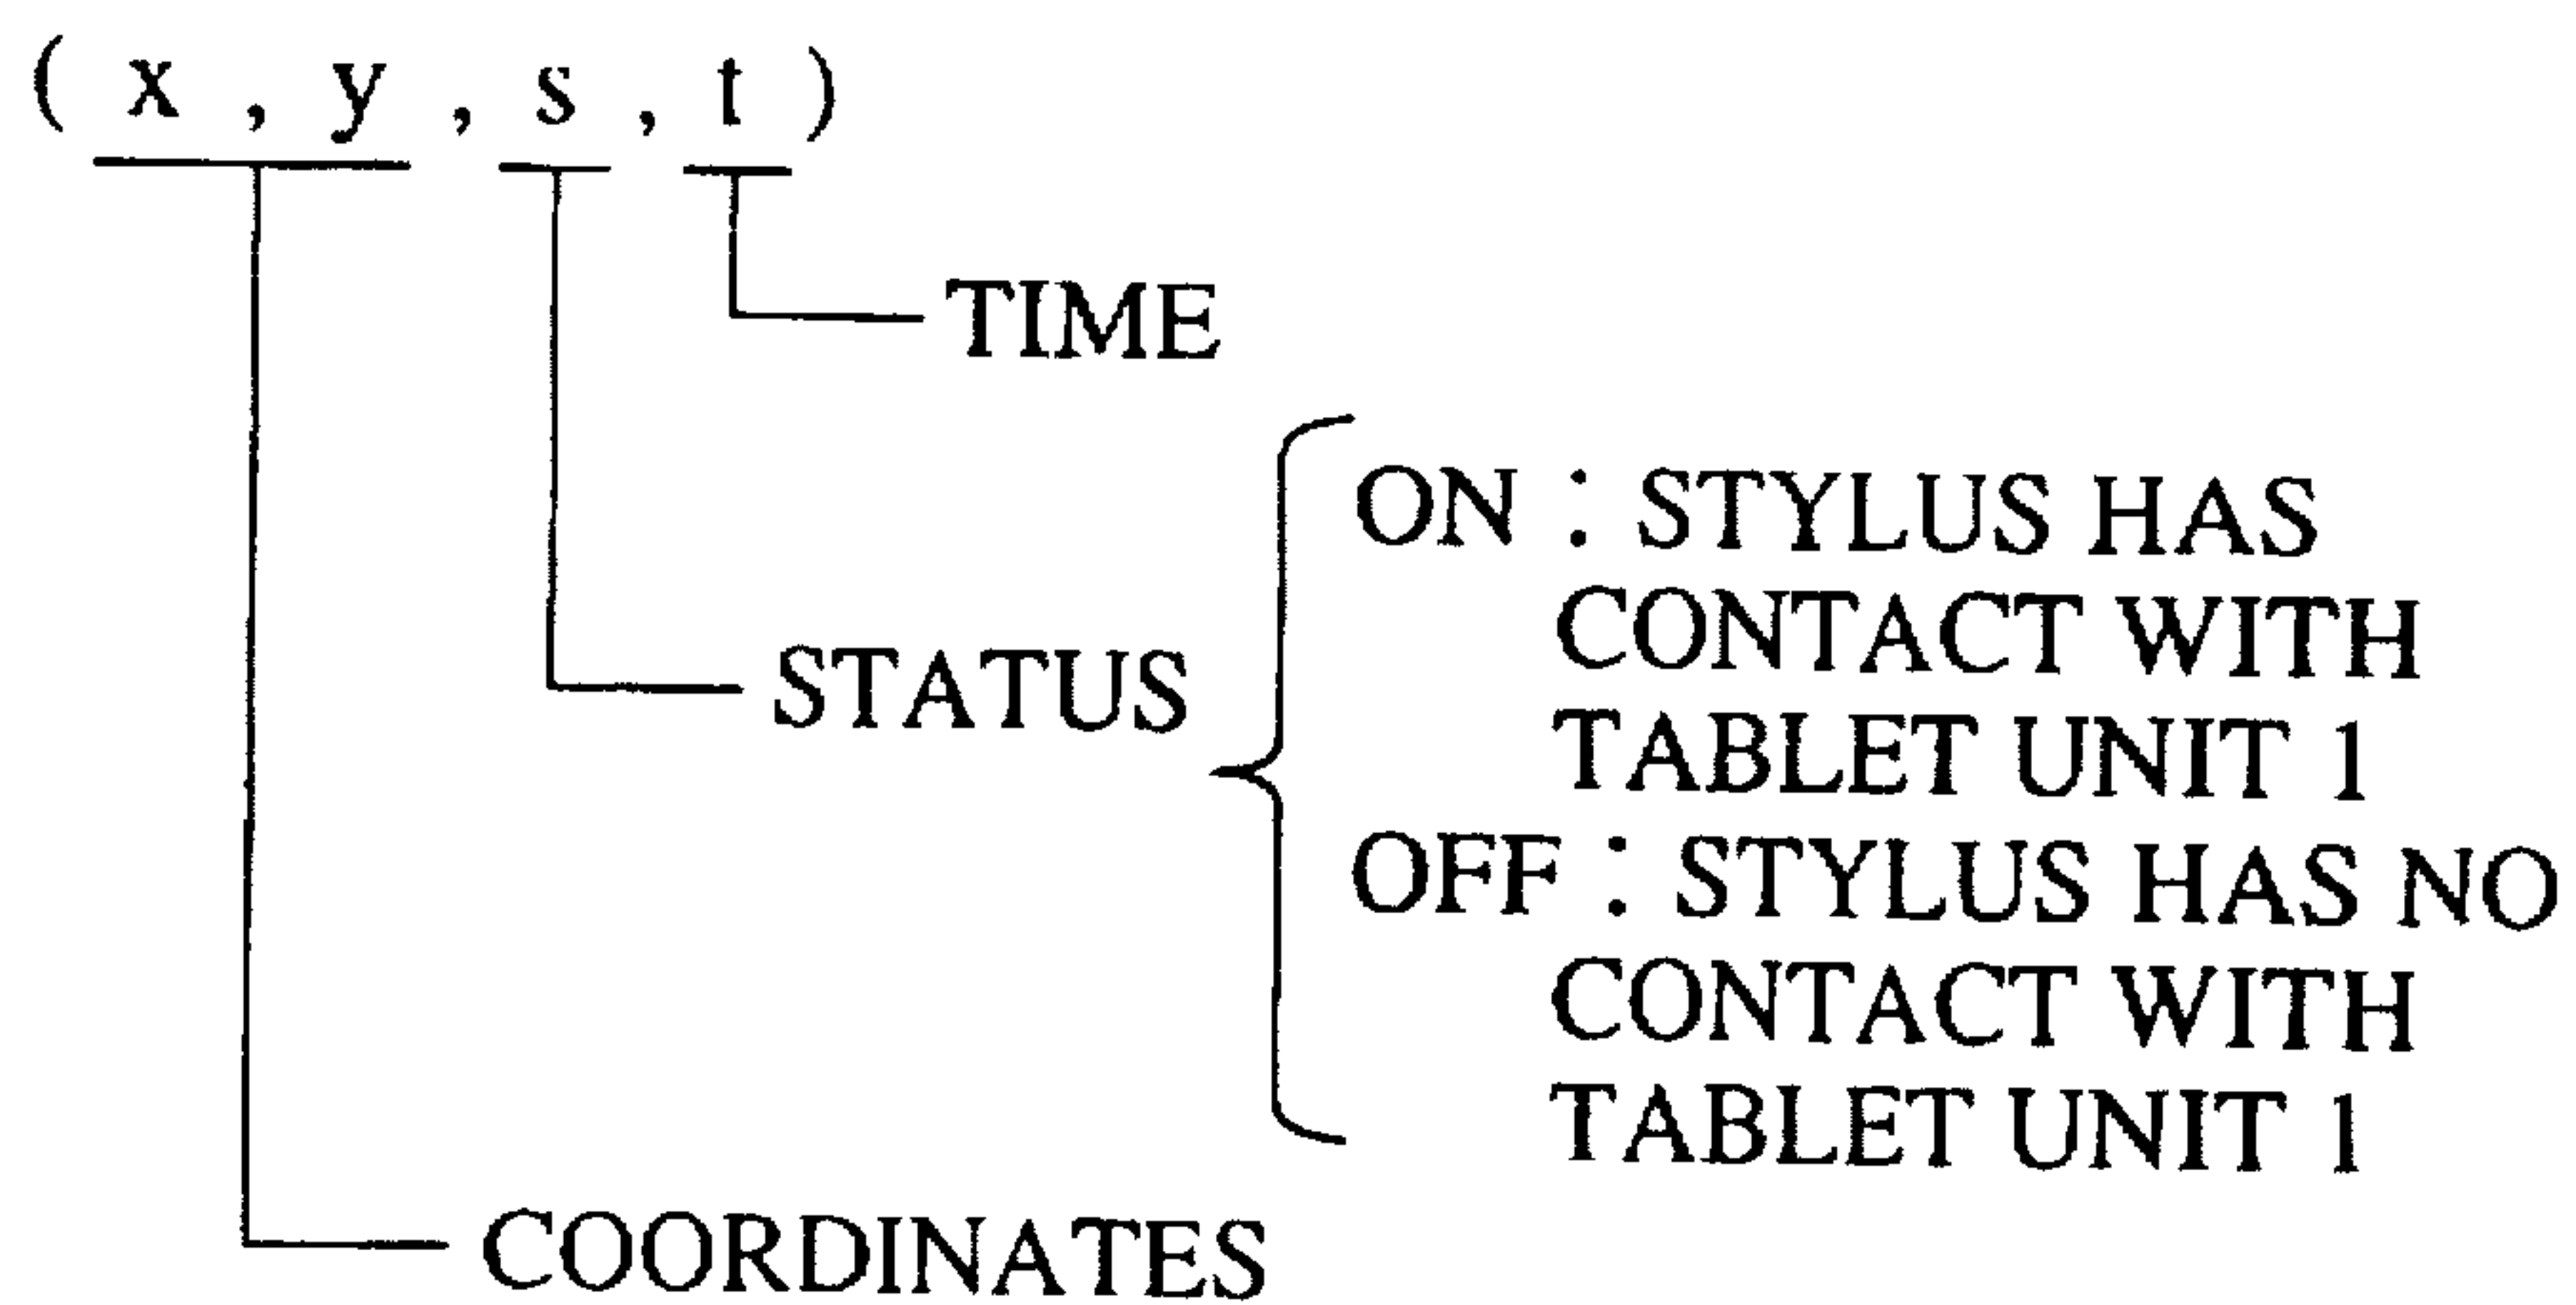 ( x , y , s , t )
TIME
STATUS
ON : STYLUS HAS
CONTACT WITH
TABLET UNIT 1
OFF : STYLUS HAS NO
CONTACT WITH
TABLET UNIT 1
COORDINATES